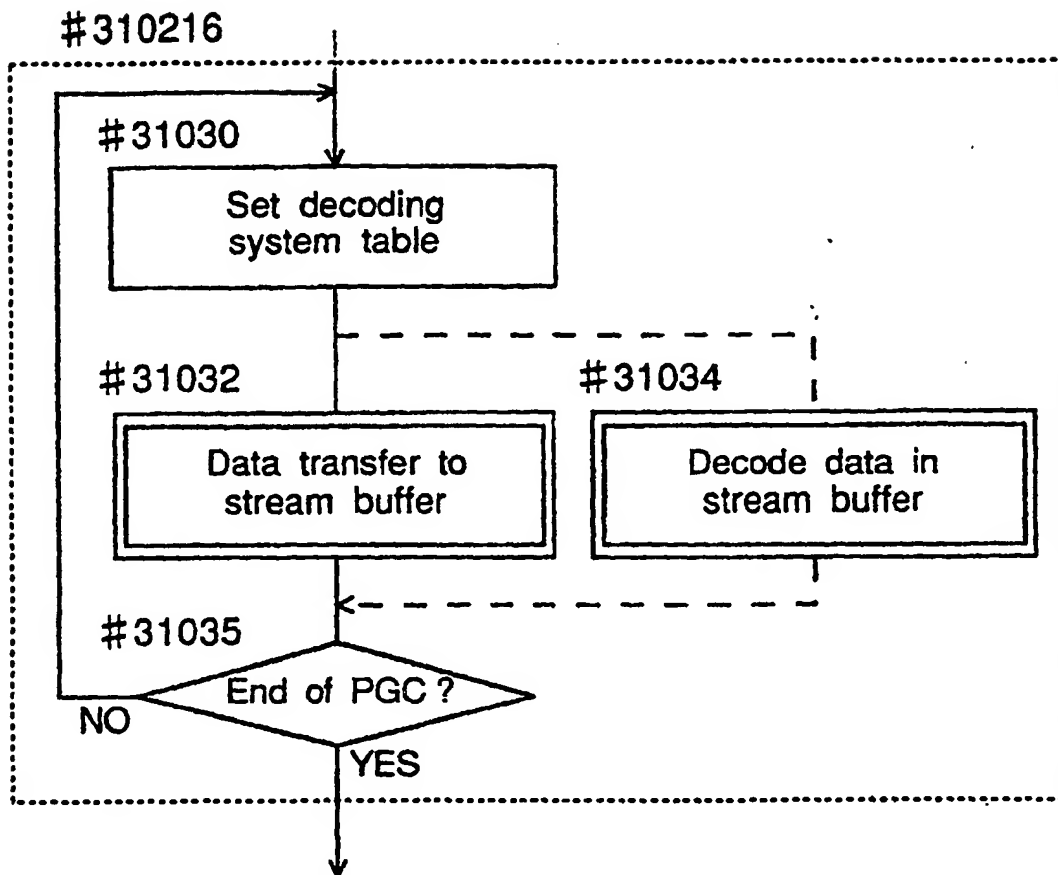 #310216
#31030
Set decoding
system table
#31032
#31034
Data transfer to
stream buffer
Decode data in
stream buffer
#31035
End of PGC ?
NO
YES